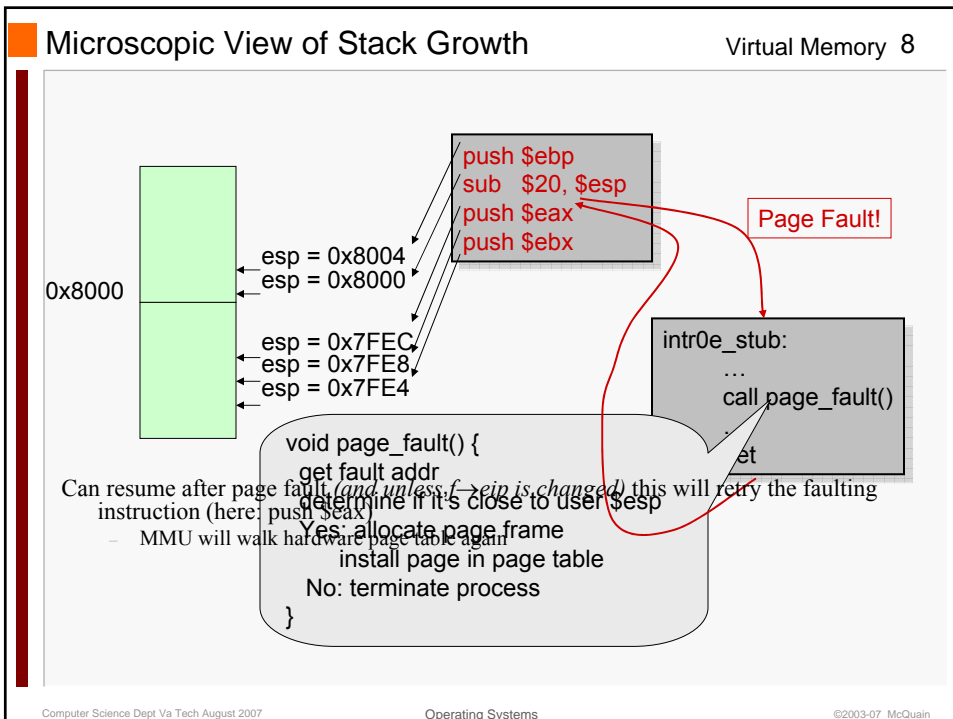 Microscopic View of Stack Growth
Virtual Memory 8
push $ebp
sub $20, $esp
push $eax
push $ebx
Page Fault!
esp = 0x8004
esp = 0x8000
0x8000
esp = 0x7FEC
esp = 0x7FE8
esp = 0x7FE4
intr0e_stub:
…
call page_fault()
void page_fault() {
get fault addr
determine if it's close to user $esp
Yes: allocate page frame
install page in page table
No: terminate process
}
Can resume after page fault (and unless f→eip is changed) this will retry the faulting
instruction (here: push $eax)
– MMU will walk hardware page table again
Computer Science Dept Va Tech August 2007
Operating Systems
©2003-07 McQuain